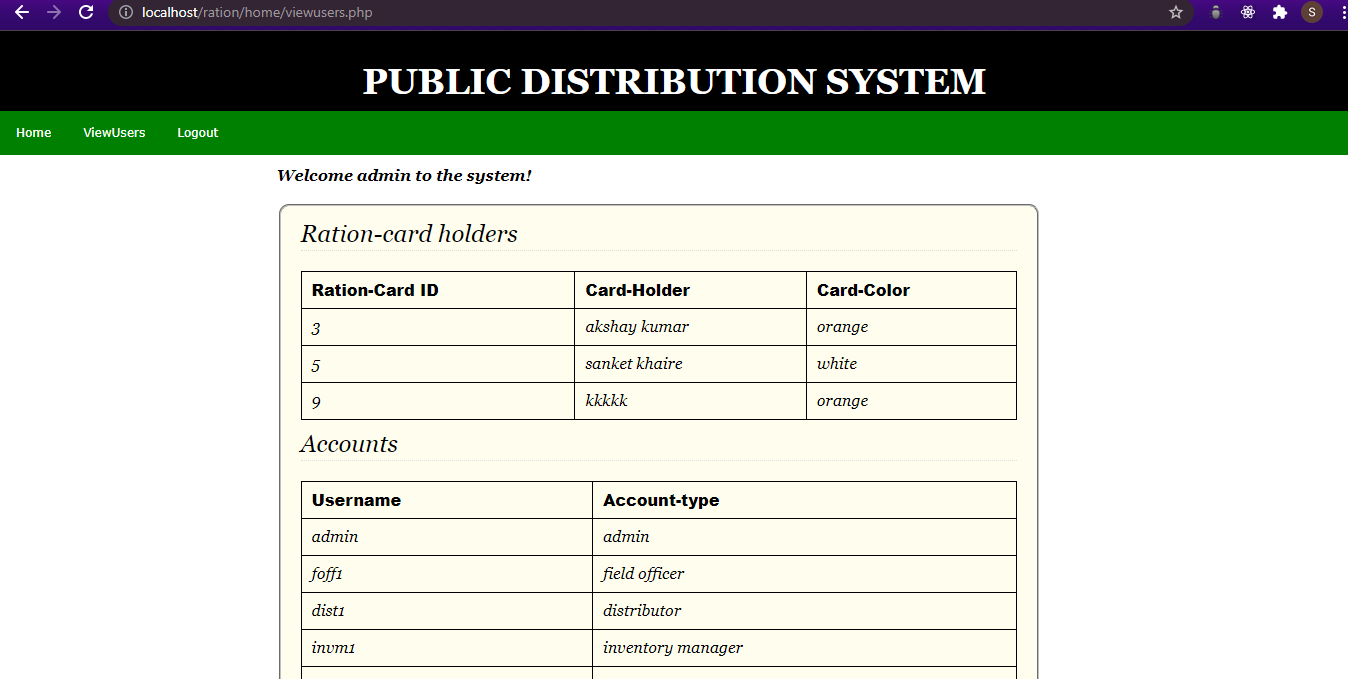 localhost/ration/home/viewusers.php
S
PUBLIC DISTRIBUTION SYSTEM
Home ViewUsers Logout
Welcome admin to the system!
Ration-card holders
Ration-Card ID Card-Holder Card-Color
3 akshay kumar orange
5 sanket khaire white
9 kkkkk orange
Accounts
Username Account-type
admin admin
foff1 field officer
dist1 distributor
invm1 inventory manager